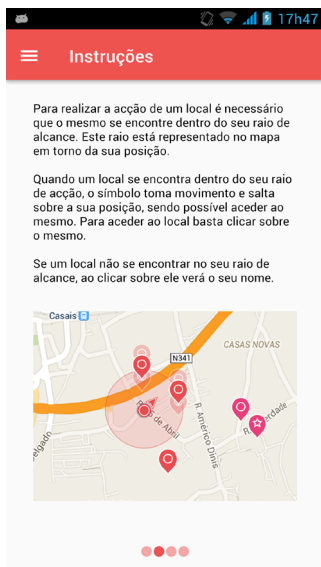 17h47
Instruções
Para realizar a acção de um local é necessário
que o mesmo se encontre dentro do seu raio de
alcance. Este raio está representado no mapa
em torno da sua posição.
Quando um local se encontra dentro do seu raio
de acção, o símbolo toma movimento e salta
sobre a sua posição, sendo possível aceder ao
mesmo. Para aceder ao local basta clicar sobre
o mesmo.
Se um local não se encontrar no seu raio de
alcance, ao clicar sobre ele verá o seu nome.
Casais
CASAS NOVAS
N341
de Abril
R. Américo Dinis